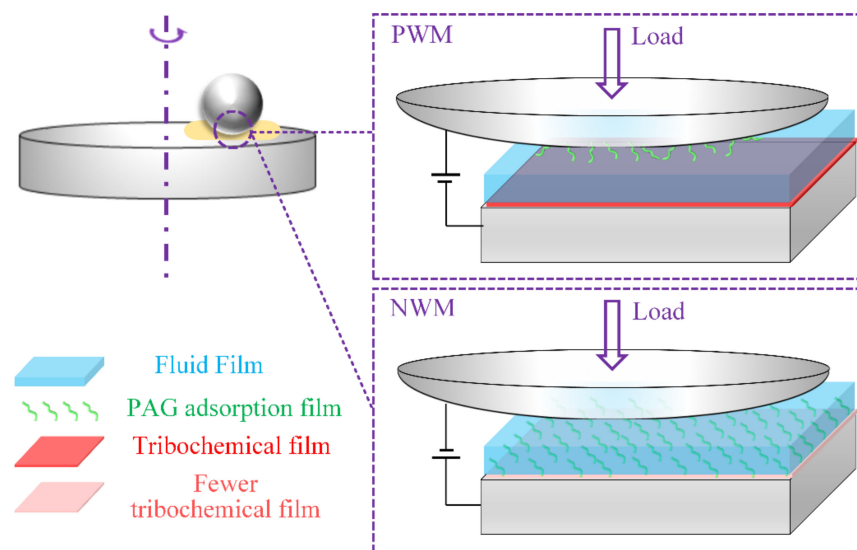 PWM
Load
NWM
Load
Fluid Film
PAG adsorption film
Tribochemical film
Fewer
tribochemical film